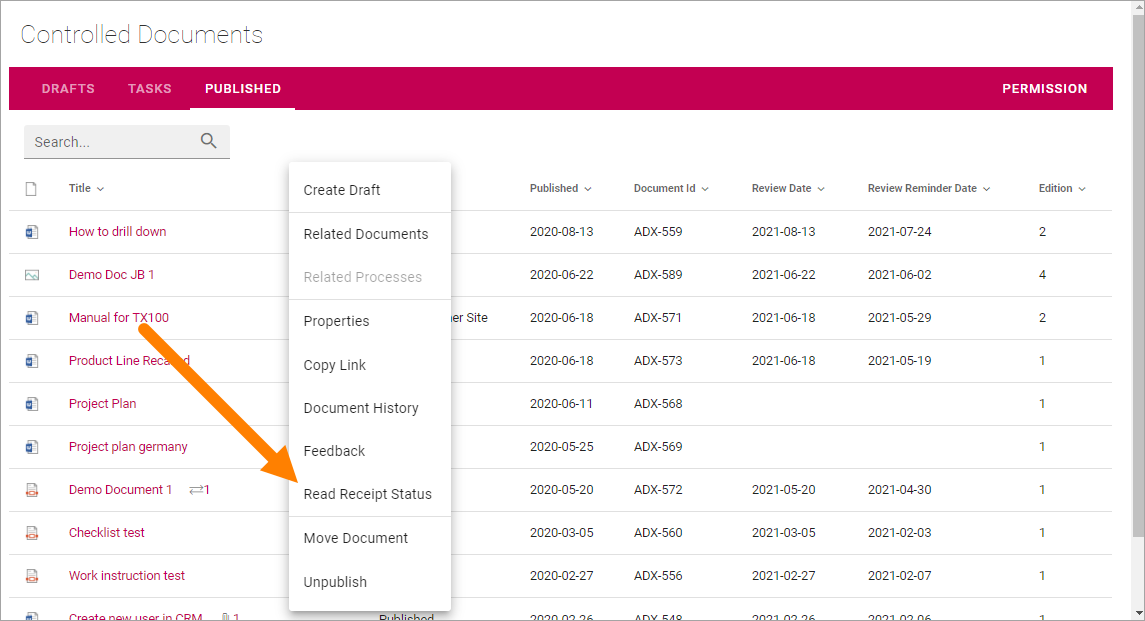 Controlled Documents
DRAFTS TASKS PUBLISHED PERMISSION
Search...
Title Published Document Id Review Date Review Reminder Date Edition
How to drill down 2020-08-13 ADX-559 2021-08-13 2021-07-24 2
Demo Doc JB 1 2020-06-22 ADX-589 2021-06-22 2021-06-02 4
Manual for TX100 er Site 2020-06-18 ADX-571 2021-06-18 2021-05-29 2
Product Line 2020-06-18 ADX-573 2021-06-18 2021-05-19 1
Project Plan 2020-06-11 ADX-568 1
Project plan germany 2020-05-25 ADX-569 1
Demo Document 1 1 2020-05-20 ADX-572 2021-05-20 2021-04-30 1
Checklist test 2020-03-05 ADX-560 2021-03-05 2021-02-03 1
Work instruction test 2020-02-27 ADX-556 2021-02-27 2021-02-07 1
Create new user in CRM 1 Published 2020-02-26 ADX-548 2021-02-26 2021-02-06 1
Create Draft
Related Documents
Related Processes
Properties
Copy Link
Document History
Feedback
Read Receipt Status
Move Document
Unpublish